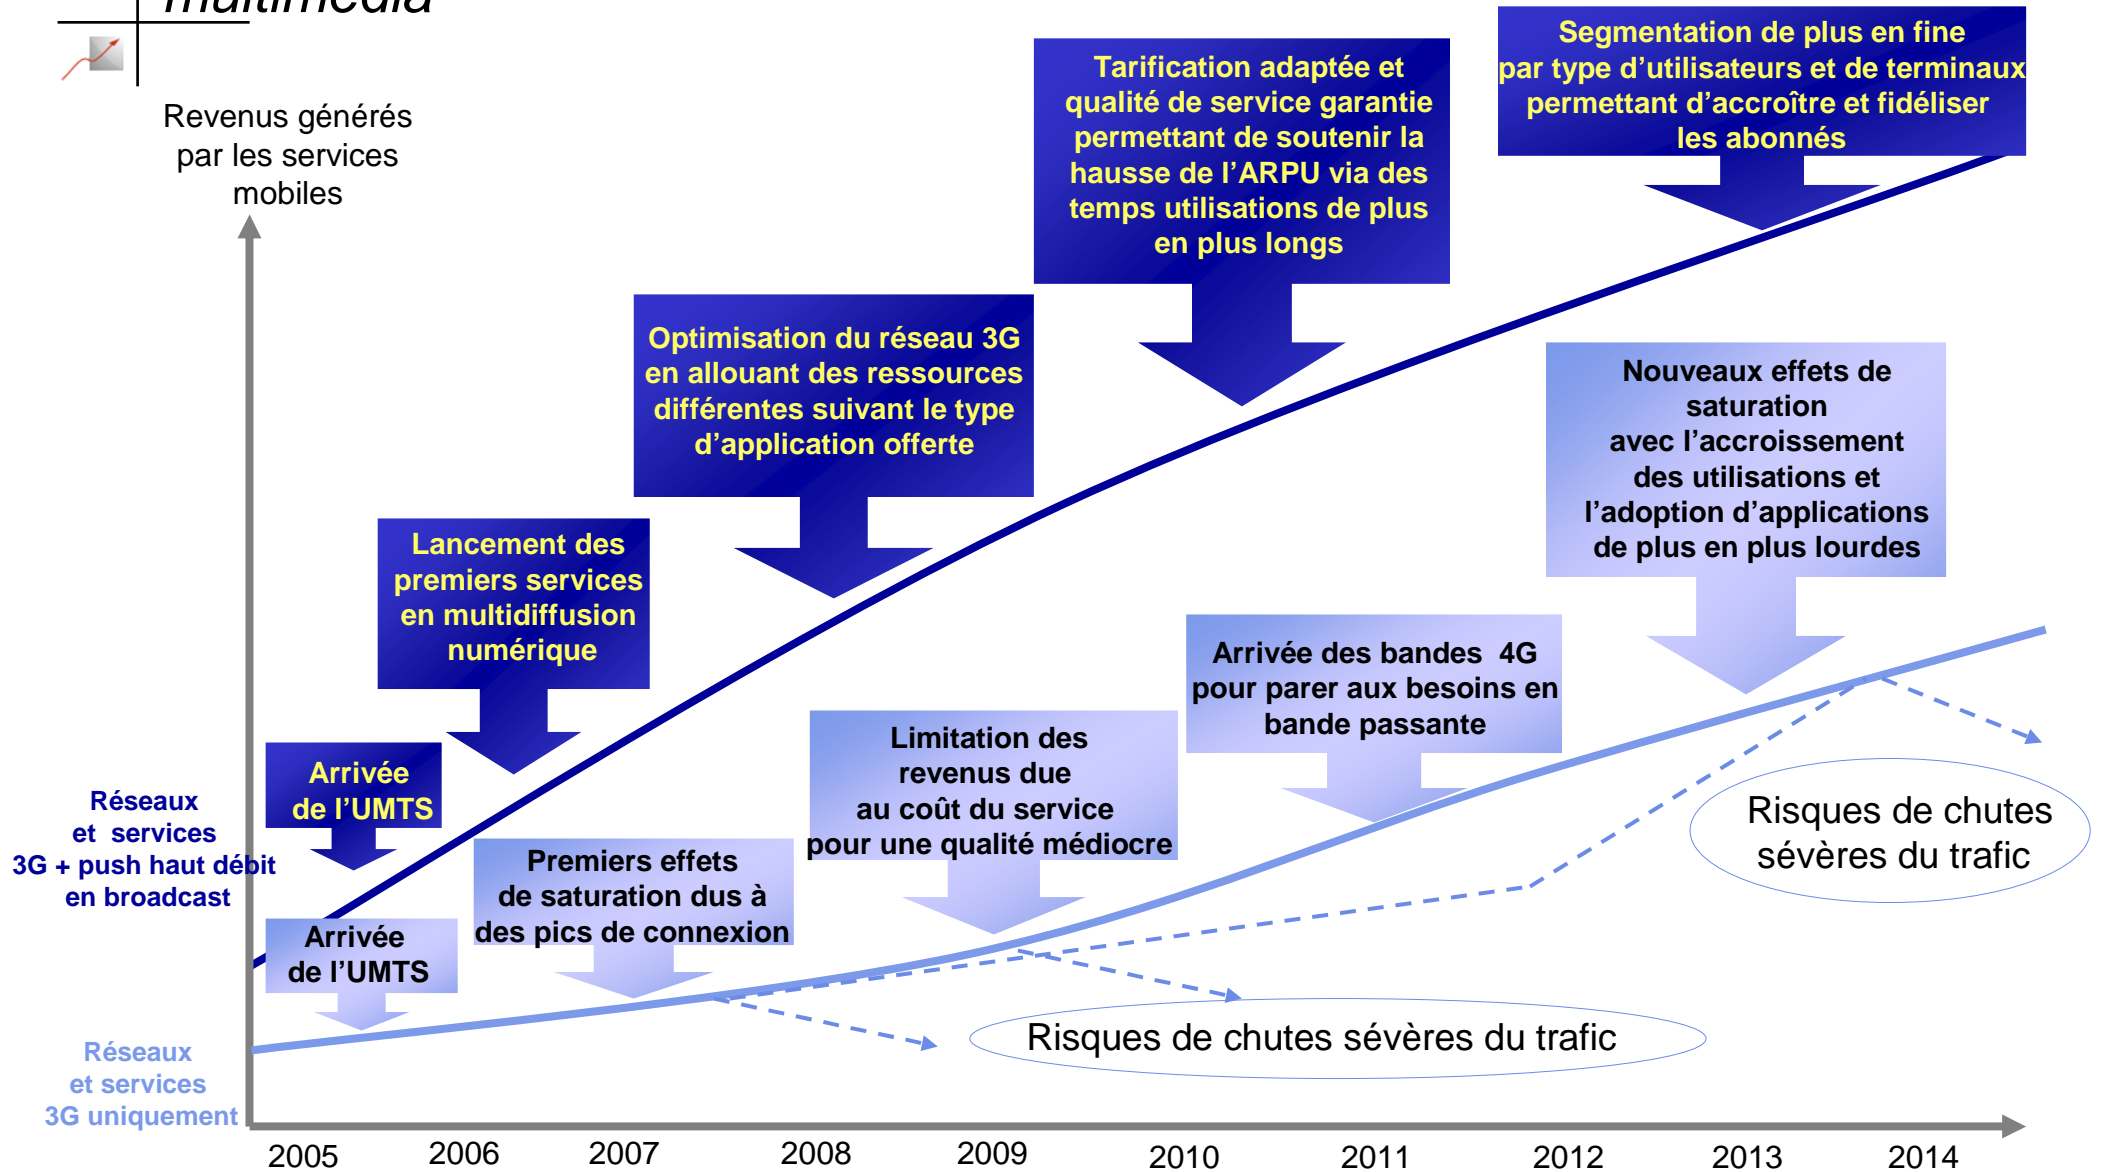 multimédia
Revenus générés
par les services
mobiles
Segmentation de plus en fine
par type d’utilisateurs et de terminaux
permettant d’accroître et fidéliser
les abonnés
Tarification adaptée et
qualité de service garantie
permettant de soutenir la
hausse de l’ARPU via des
temps utilisations de plus
en plus longs
Optimisation du réseau 3G
en allouant des ressources
différentes suivant le type
d’application offerte
Lancement des
premiers services
en multidiffusion
numérique
Arrivée
de l’UMTS
Réseaux
et services
3G + push haut débit
en broadcast
Nouveaux effets de
saturation
avec l’accroissement
des utilisations et
l’adoption d’applications
de plus en plus lourdes
Arrivée des bandes 4G
pour parer aux besoins en
bande passante
Limitation des
revenus due
au coût du service
pour une qualité médiocre
Premiers effets
de saturation dus à
des pics de connexion
Arrivée
de l’UMTS
Risques de chutes
sévères du trafic
Risques de chutes sévères du trafic
Réseaux
et services
3G uniquement
2005 2006 2007 2008 2009 2010 2011 2012 2013 2014